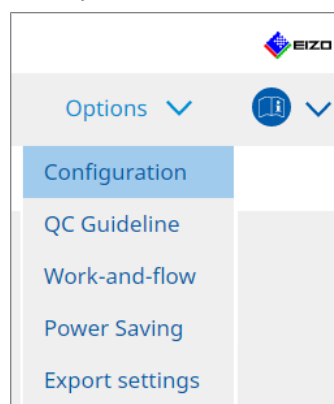 EIZO
Options
Configuration
QC Guideline
Work-and-flow
Power Saving
Export settings